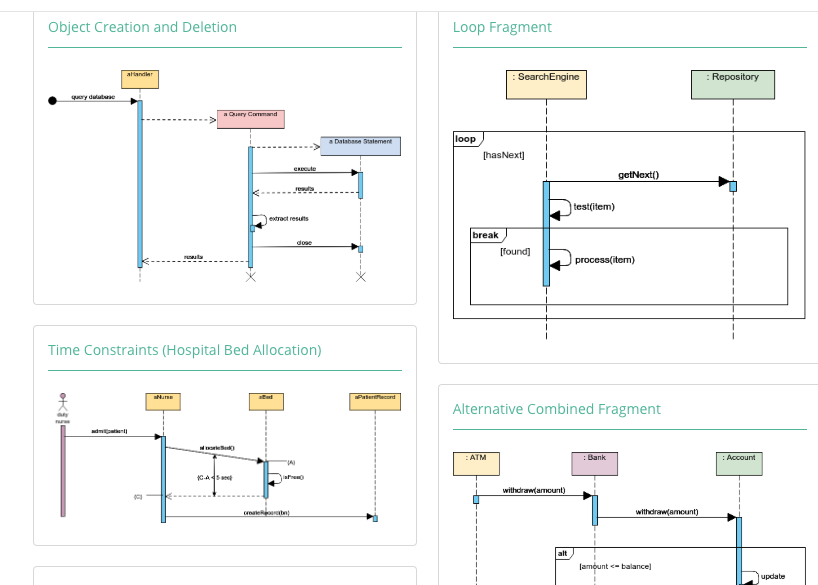 Object Creation and Deletion
aHandler
query database
a Query Command
a Database Statement
execute
results
extract results
close
results
Time Constraints (Hospital Bed Allocation)
duty
nurse
aNurse
aBed
aPatientRecord
admit(patient)
allocateBed()
(A)
{C-A < 5 sec}
isFree()
(C)
createRecord(bn)
Loop Fragment
: SearchEngine
: Repository
loop
[hasNext]
getNext()
test(item)
break
[found]
process(item)
Alternative Combined Fragment
: ATM
: Bank
: Account
withdraw(amount)
withdraw(amount)
alt
[amount <= balance]
update